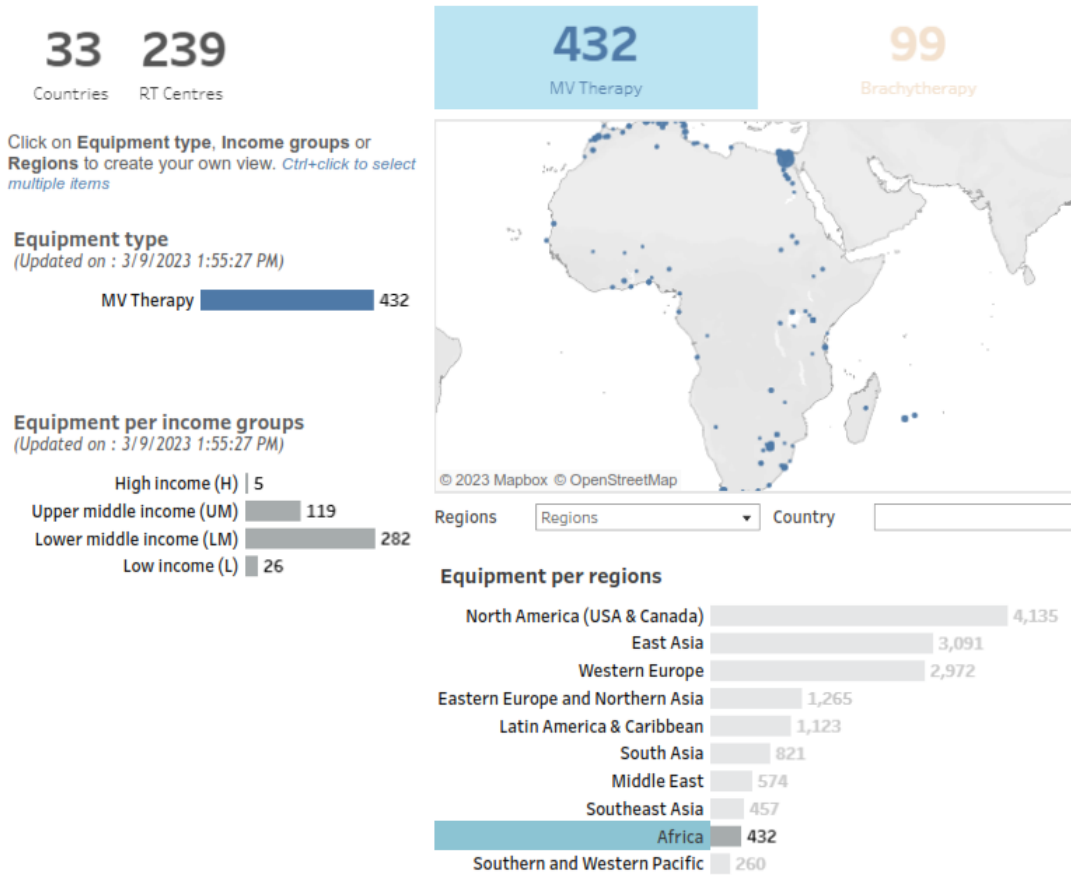 33 239
Countries RT Centres
432
MV Therapy
99
Brachytherapy
Click on Equipment type, Income groups or
Regions to create your own view. Ctrl+click to select
multiple items
Equipment type
(Updated on : 3/9/2023 1:55:27 PM)
MV Therapy 432
Equipment per income groups
(Updated on : 3/9/2023 1:55:27 PM)
High income (H) 5
Upper middle income (UM) 119
Lower middle income (LM) 282
Low income (L) 26
© 2023 Mapbox © OpenStreetMap
Regions Regions Country
Equipment per regions
North America (USA & Canada) 4,135
East Asia 3,091
Western Europe 2,972
Eastern Europe and Northern Asia 1,265
Latin America & Caribbean 1,123
South Asia 821
Middle East 574
Southeast Asia 457
Africa 432
Southern and Western Pacific 260